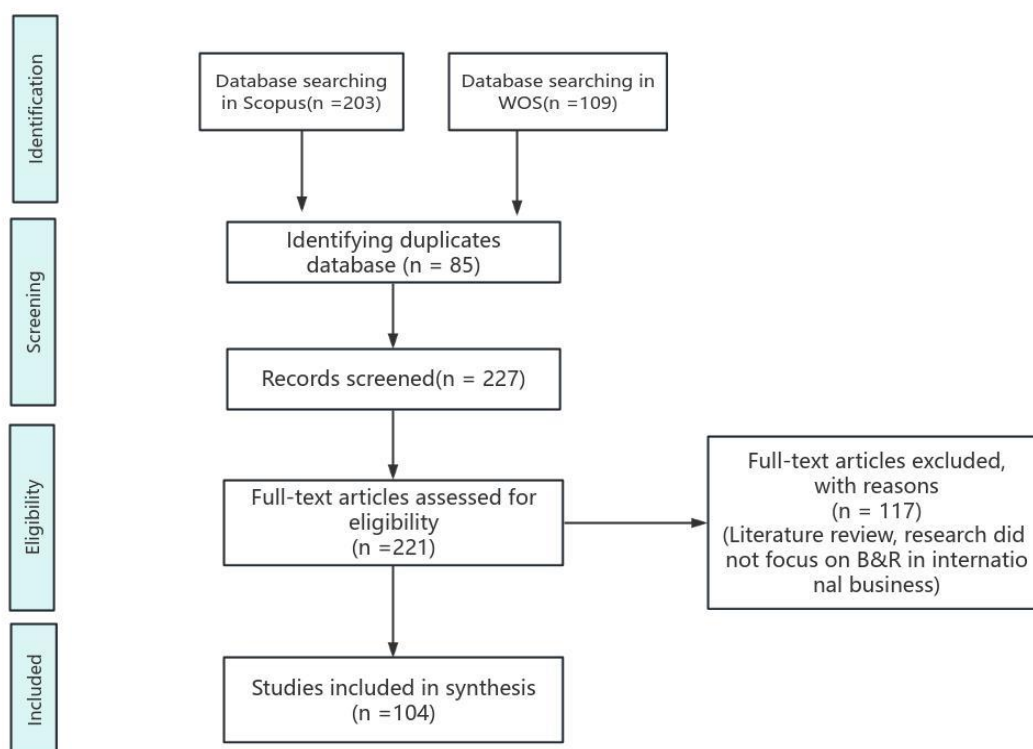 Identification
Database searching
in Scopus(n =203)
Database searching in
WOS(n =109)
Screening
Identifying duplicates
database (n = 85)
Records screened(n = 227)
Eligibility
Full-text articles assessed for
eligibility
(n =221)
Full-text articles excluded,
with reasons
(n = 117)
(Literature review, research did
not focus on B&R in internatio
nal business)
Included
Studies included in synthesis
(n =104)